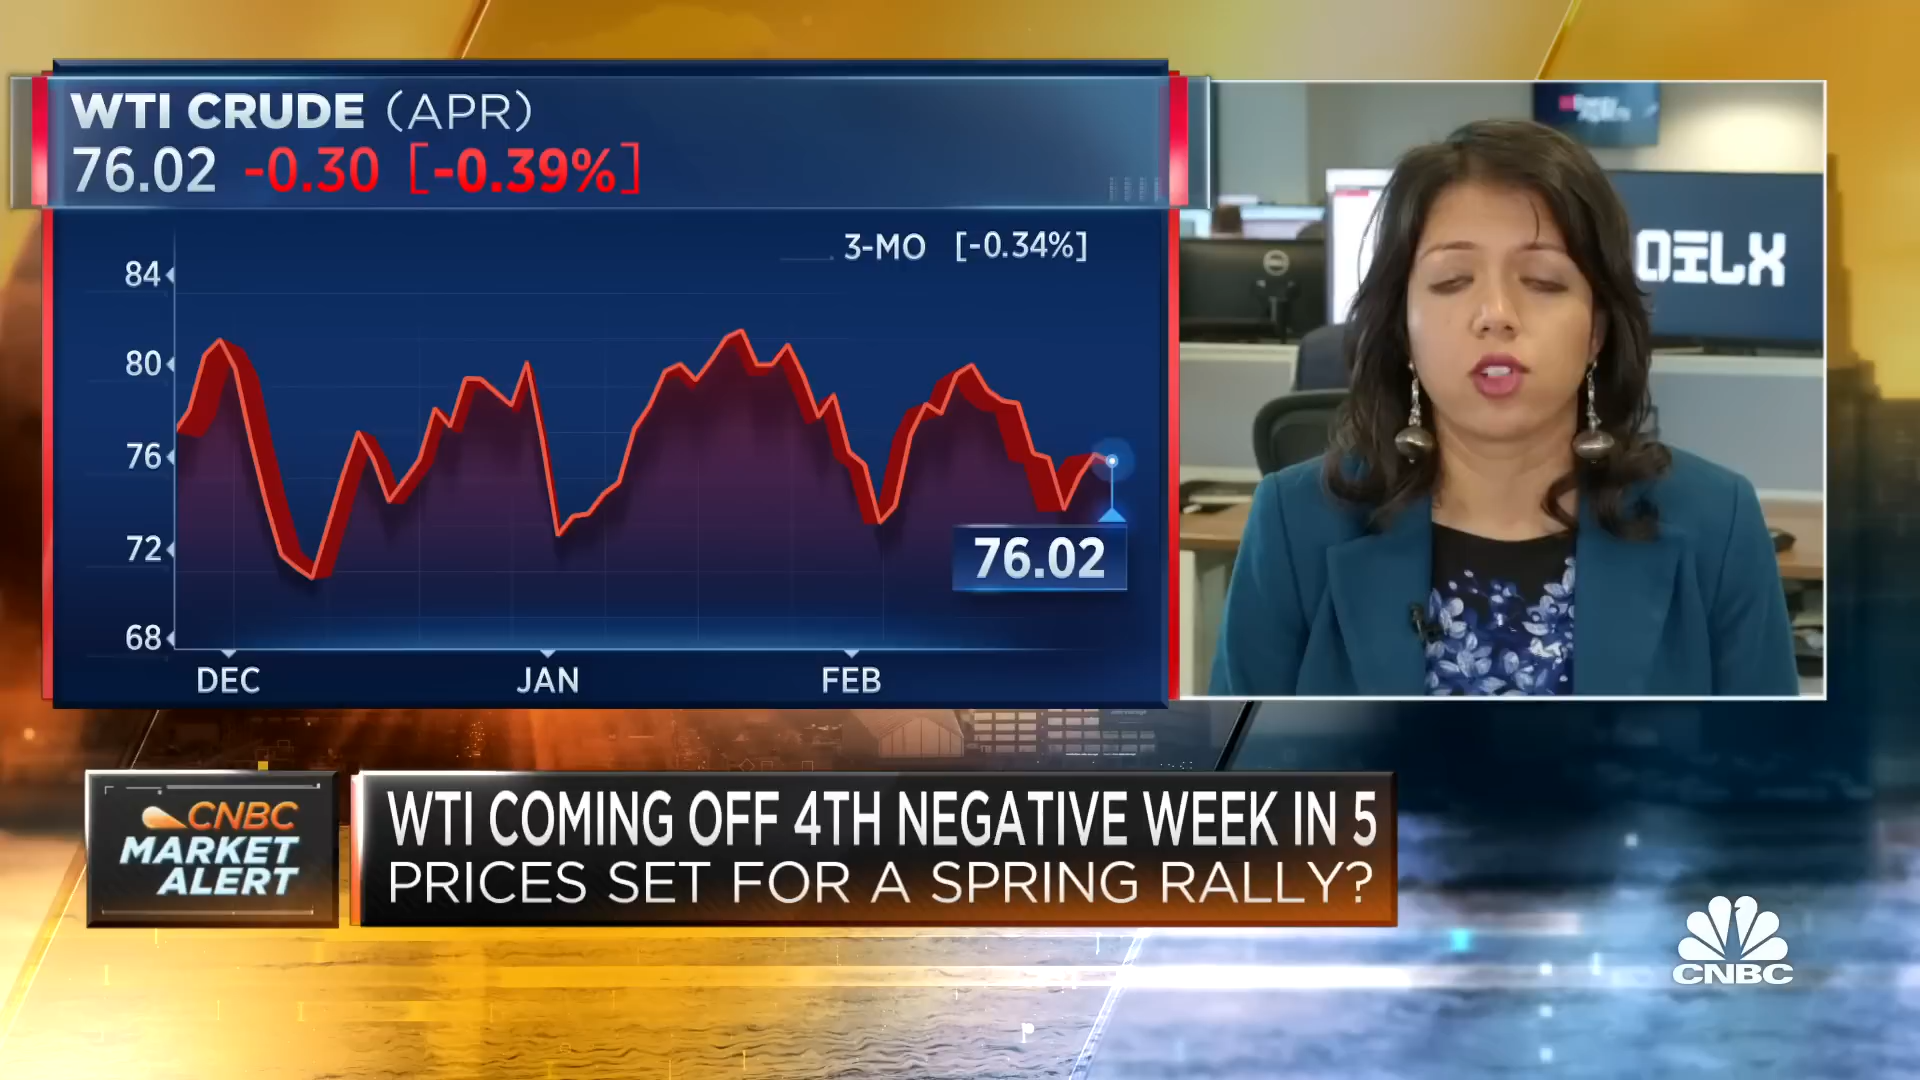 WTI CRUDE (APR)
76.02 -0.30 [-0.39%]
3-MO [-0.34%]
84
80
76
72
68
76.02
DEC JAN FEB
OILX
CNBC
MARKET
ALERT
WTI COMING OFF 4TH NEGATIVE WEEK IN 5
PRICES SET FOR A SPRING RALLY?
CNBC